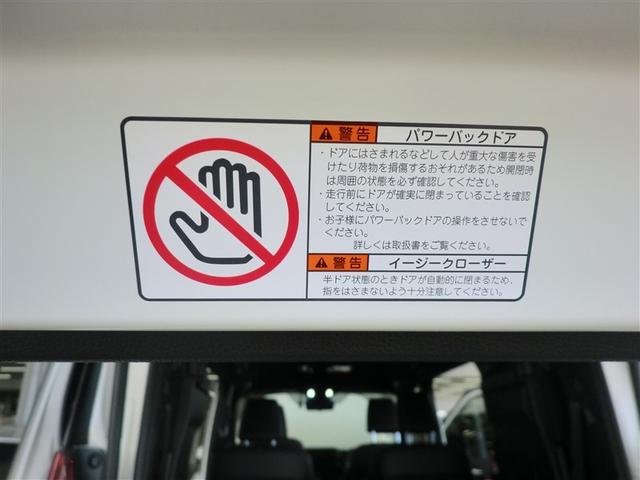 警告 パワーバックドア
・ドアにはさまれるなどして人が重大な傷害を受
けたり荷物を損傷するおそれがあるため開閉時
は周囲の状態を必ず確認してください。
・走行前にドアが確実に閉まっていることを確認
してください。
・お子様にパワーバックドアの操作をさせないで
ください。
詳しくは取扱書をご覧ください。
警告 イージークローザー
半ドア状態のときドアが自動的に閉まるため、
指をはさまないよう十分注意してください。